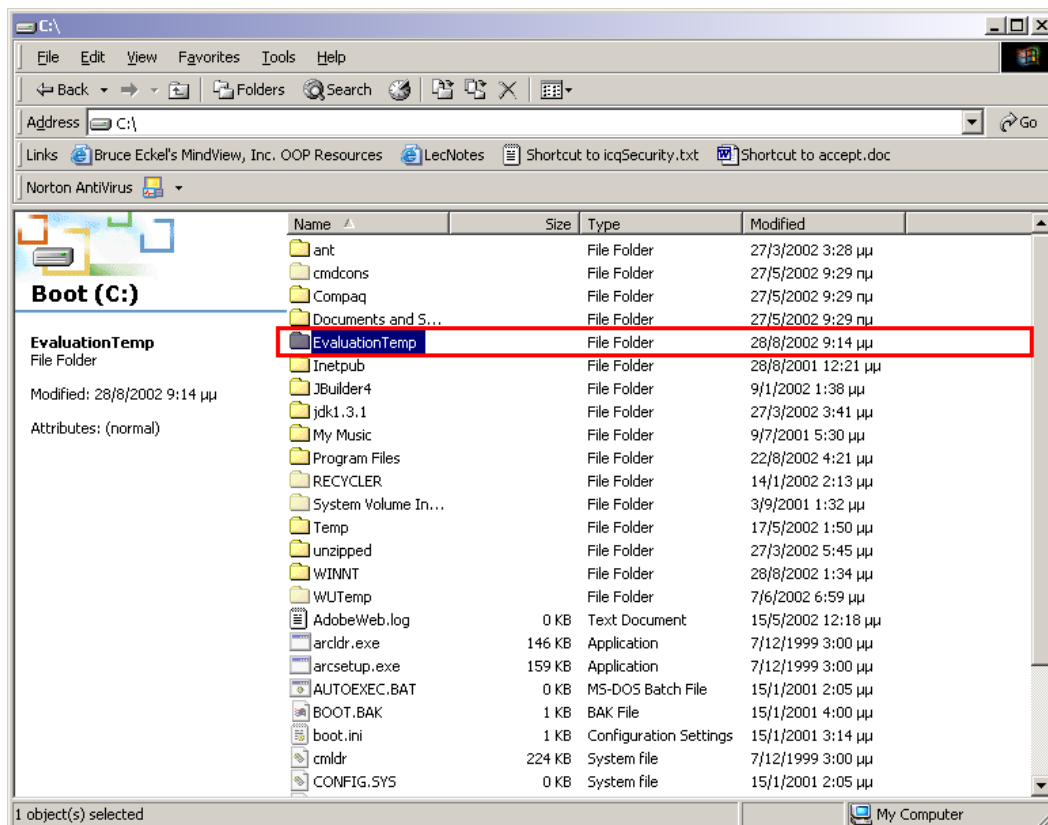 C:\
File Edit View Favorites Tools Help
Back Folders Search
Address C:\ Go
Links Bruce Eckel's MindView, Inc. OOP Resources LecNotes Shortcut to icqSecurity.txt Shortcut to accept.doc
Norton AntiVirus
Boot (C:)
EvaluationTemp
File Folder
Modified: 28/8/2002 9:14 μμ
Attributes: (normal)
Name Size Type Modified
ant File Folder 27/3/2002 3:28 μμ
cmdcons File Folder 27/5/2002 9:29 πμ
Compaq File Folder 27/5/2002 9:29 πμ
Documents and S... File Folder 27/5/2002 9:29 πμ
EvaluationTemp File Folder 28/8/2002 9:14 μμ
Inetpub File Folder 28/8/2001 12:21 μμ
JBuilder4 File Folder 9/1/2002 1:38 μμ
jdk1.3.1 File Folder 27/3/2002 3:41 μμ
My Music File Folder 9/7/2001 5:30 μμ
Program Files File Folder 22/8/2002 4:21 μμ
RECYCLER File Folder 14/1/2002 2:13 μμ
System Volume In... File Folder 3/9/2001 1:32 μμ
Temp File Folder 17/5/2002 1:50 μμ
unzipped File Folder 27/3/2002 5:45 μμ
WINNT File Folder 28/8/2002 1:34 μμ
WUTemp File Folder 7/6/2002 6:59 μμ
AdobeWeb.log 0 KB Text Document 15/5/2002 12:18 μμ
arcldr.exe 146 KB Application 7/12/1999 3:00 μμ
arcsetup.exe 159 KB Application 7/12/1999 3:00 μμ
AUTOEXEC.BAT 0 KB MS-DOS Batch File 15/1/2001 2:05 μμ
BOOT.BAK 1 KB BAK File 15/1/2001 4:00 μμ
boot.ini 1 KB Configuration Settings 15/1/2001 3:14 μμ
cmldr 224 KB System file 7/12/1999 3:00 μμ
CONFIG.SYS 0 KB System file 15/1/2001 2:05 μμ
1 object(s) selected My Computer